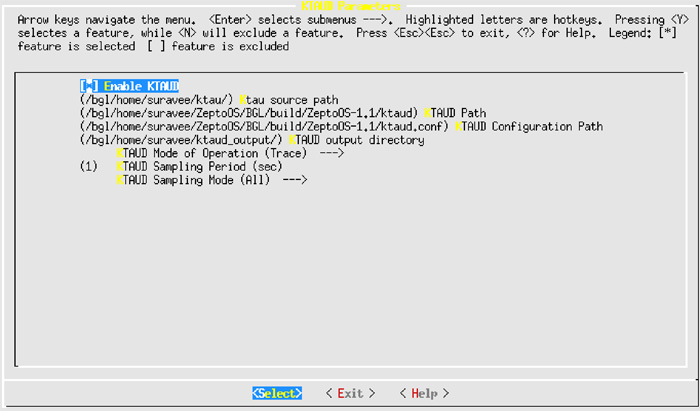 KTAUD Parameters
Arrow keys navigate the menu.  <Enter> selects submenus --->.  Highlighted letters are hotkeys.  Pressing <Y>
selectes a feature, while <N> will exclude a feature.  Press <Esc><Esc> to exit, <?> for Help.  Legend: [*]
feature is selected  [ ] feature is excluded
[*] Enable KTAUD
(/bgl/home/suravee/ktau/) Ktau source path
(/bgl/home/suravee/ZeptoOS/BGL/build/ZeptoOS-1.1/ktaud) KTAUD Path
(/bgl/home/suravee/ZeptoOS/BGL/build/ZeptoOS-1.1/ktaud.conf) KTAUD Configuration Path
(/bgl/home/suravee/ktaud_output/) KTAUD output directory
KTAUD Mode of Operation (Trace)  --->
(1)   KTAUD Sampling Period (sec)
KTAUD Sampling Mode (All)  --->
<Select>    < Exit >    < Help >